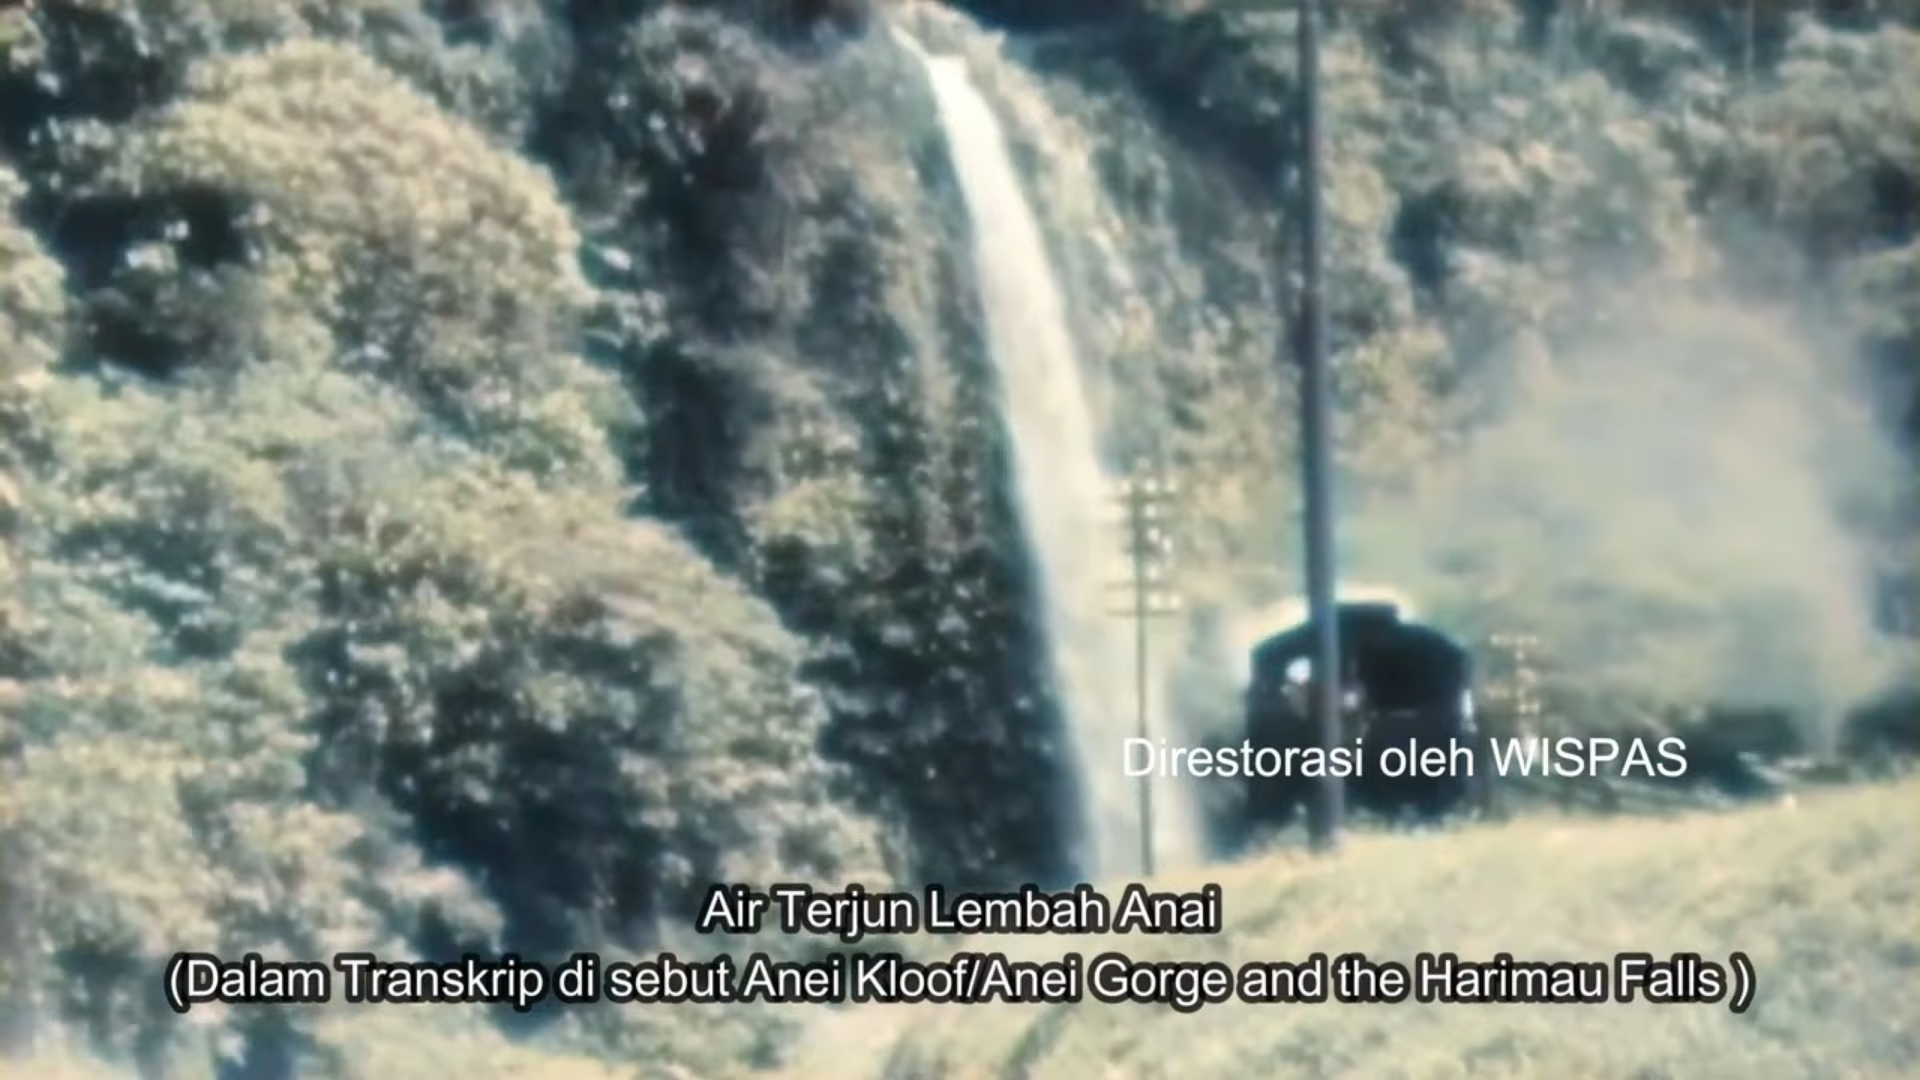 Direstorasi oleh WISPAS
Air Terjun Lembah Anai
(Dalam Transkrip di sebut Anei Kloof/Anei Gorge and the Harimau Falls )